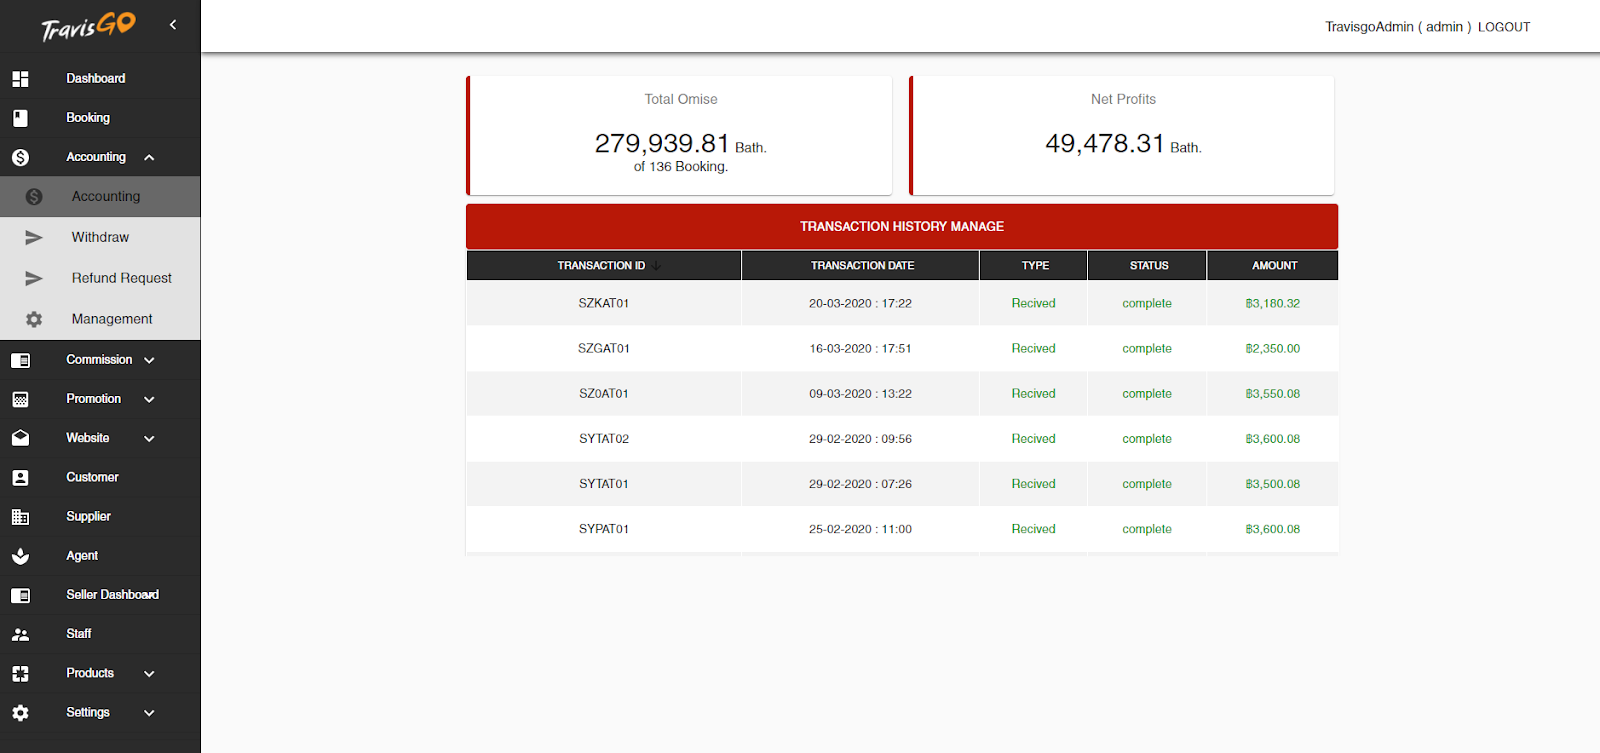 TravisGO
TravisgoAdmin ( admin ) LOGOUT
Dashboard
Booking
Accounting
Accounting
Withdraw
Refund Request
Management
Commission
Promotion
Website
Customer
Supplier
Agent
Seller Dashboard
Staff
Products
Settings
Total Omise
279,939.81 Bath.
of 136 Booking.
Net Profits
49,478.31 Bath.
TRANSACTION HISTORY MANAGE
TRANSACTION ID TRANSACTION DATE TYPE STATUS AMOUNT
SZKAT01 20-03-2020 : 17:22 Recived complete ฿3,180.32
SZGAT01 16-03-2020 : 17:51 Recived complete ฿2,350.00
SZ0AT01 09-03-2020 : 13:22 Recived complete ฿3,550.08
SYTAT02 29-02-2020 : 09:56 Recived complete ฿3,600.08
SYTAT01 29-02-2020 : 07:26 Recived complete ฿3,500.08
SYPAT01 25-02-2020 : 11:00 Recived complete ฿3,600.08